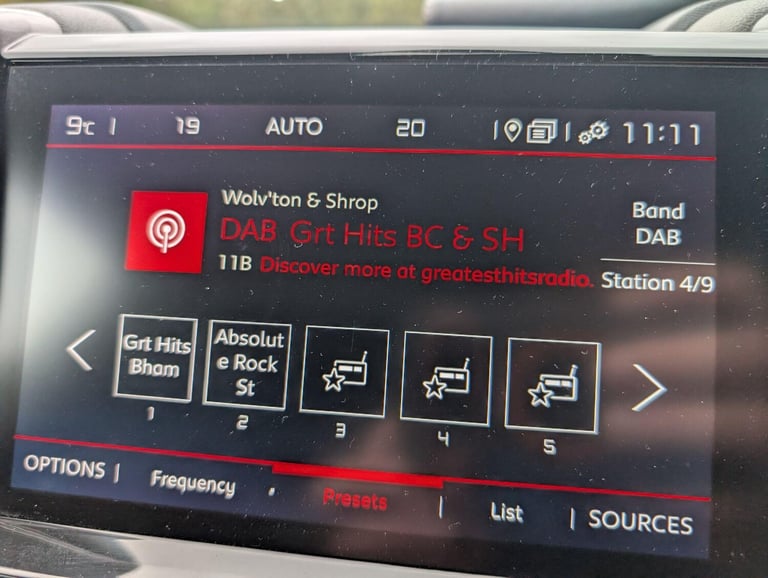 9°C | 19 AUTO 20 | | 11:11
Wolv'ton & Shrop
DAB Grt Hits BC & SH
11B Discover more at greatesthitsradio.
Band
DAB
Station 4/9
Grt Hits
Bham
Absolut
e Rock
St
1 2 3 4 5
OPTIONS | Frequency Presets | List | SOURCES